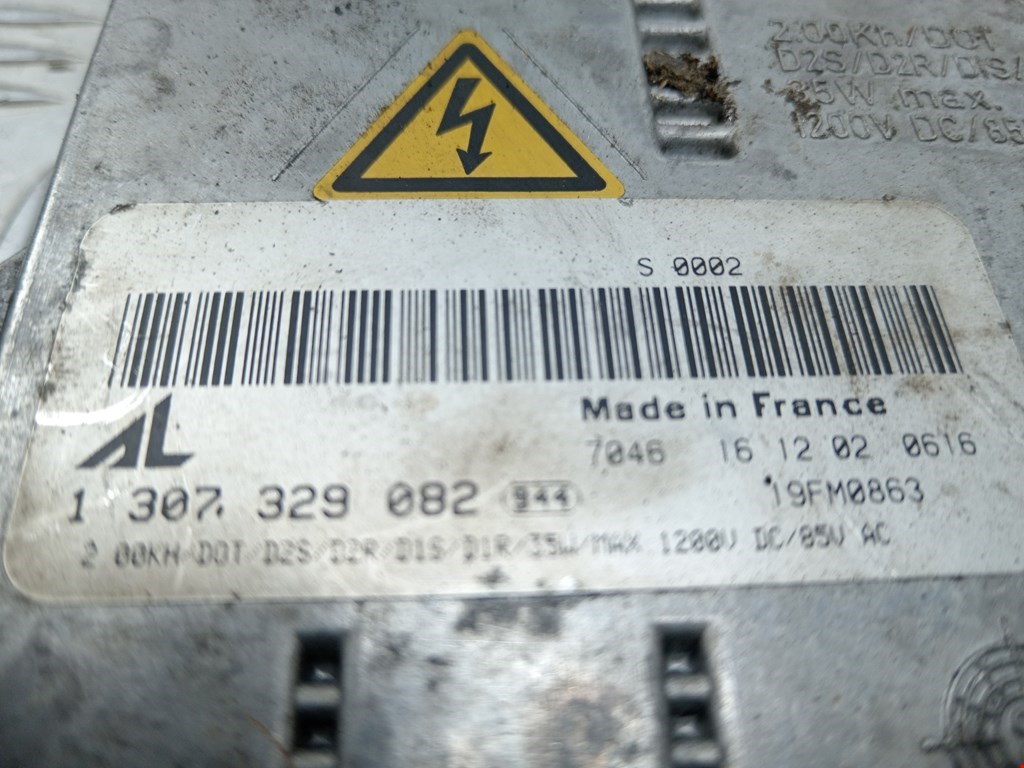 2.00KH/DOT
D2S/D2R/D1S/
35W max.
1200V DC/85
S 0002
AL
Made in France
7046 16 12 02 0616
1 307. 329 082 944
19FM0863
2 00KH/DOT/D2S/D2R/D1S/D1R/35W/MAX 1200V DC/85V AC